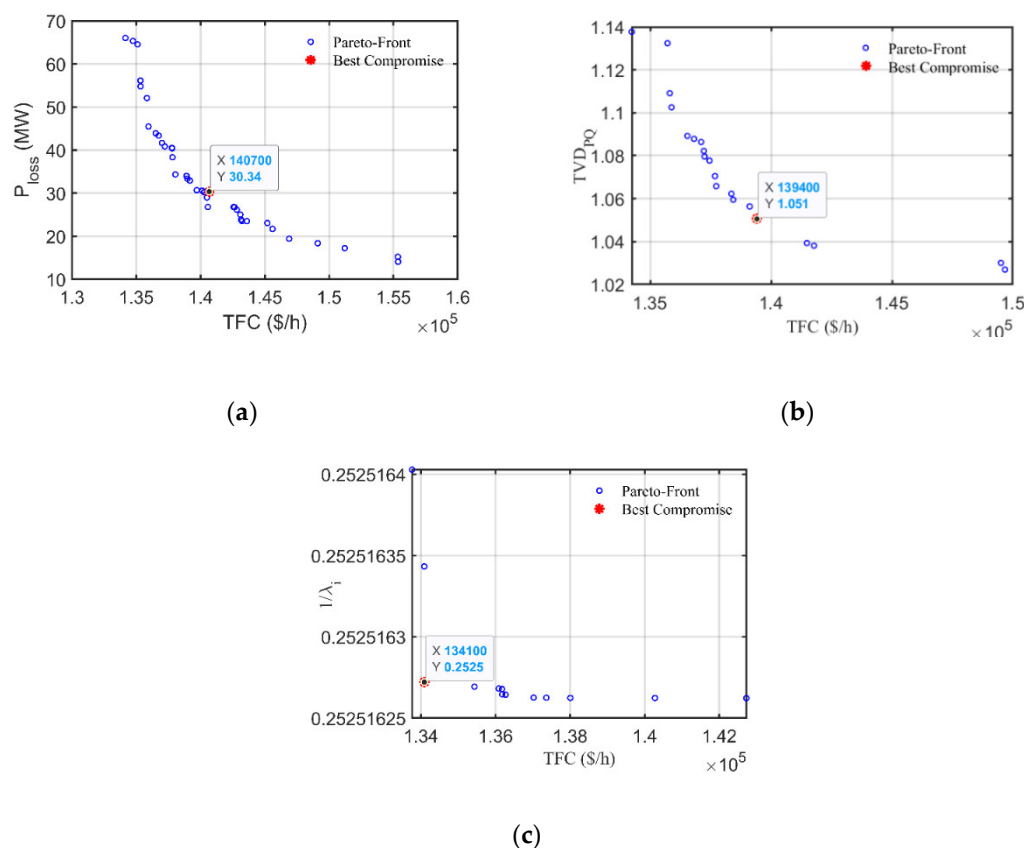 70
60
50
40
30
20
10
P_loss (MW)
Pareto-Front
Best Compromise
X 140700
Y 30.34
1.3 1.35 1.4 1.45 1.5 1.55 1.6
TFC ($/h)
×10^5
(a)
1.14
1.12
1.1
1.08
1.06
1.04
1.02
TVD_PQ
Pareto-Front
Best Compromise
X 139400
Y 1.051
1.35 1.4 1.45 1.5
TFC ($/h)
×10^5
(b)
0.2525164
0.25251635
0.2525163
0.25251625
1/λ_i
Pareto-Front
Best Compromise
X 134100
Y 0.2525
1.34 1.36 1.38 1.4 1.42
TFC ($/h)
×10^5
(c)